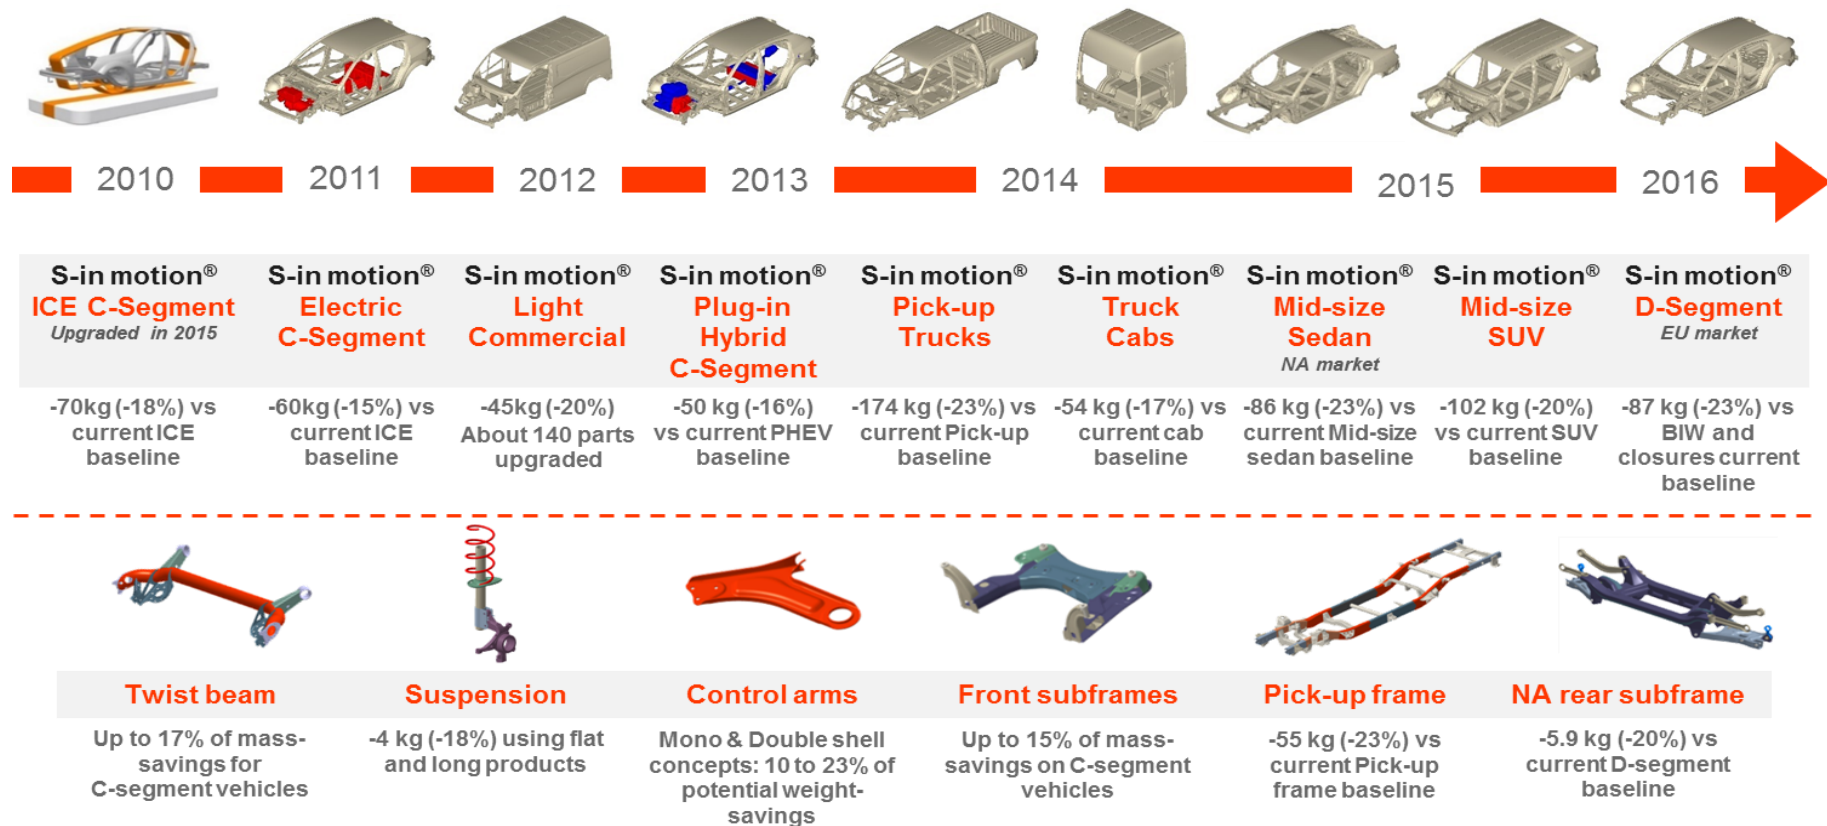 2010
2011
2012
2013
2014
2015
2016
S-in motion®
ICE C-Segment
Upgraded in 2015
S-in motion®
Electric
C-Segment
S-in motion®
Light
Commercial
S-in motion®
Plug-in
Hybrid
C-Segment
S-in motion®
Pick-up
Trucks
S-in motion®
Truck
Cabs
S-in motion®
Mid-size
Sedan
NA market
S-in motion®
Mid-size
SUV
S-in motion®
D-Segment
EU market
-70kg (-18%) vs
current ICE
baseline
-60kg (-15%) vs
current ICE
baseline
-45kg (-20%)
About 140 parts
upgraded
-50 kg (-16%)
vs current PHEV
baseline
-174 kg (-23%) vs
current Pick-up
baseline
-54 kg (-17%) vs
current cab
baseline
-86 kg (-23%) vs
current Mid-size
sedan baseline
-102 kg (-20%)
vs current SUV
baseline
-87 kg (-23%) vs
BIW and
closures current
baseline
Twist beam
Suspension
Control arms
Front subframes
Pick-up frame
NA rear subframe
Up to 17% of mass-
savings for
C-segment vehicles
-4 kg (-18%) using flat
and long products
Mono & Double shell
concepts: 10 to 23% of
potential weight-
savings
Up to 15% of mass-
savings on C-segment
vehicles
-55 kg (-23%) vs
current Pick-up
frame baseline
-5.9 kg (-20%) vs
current D-segment
baseline